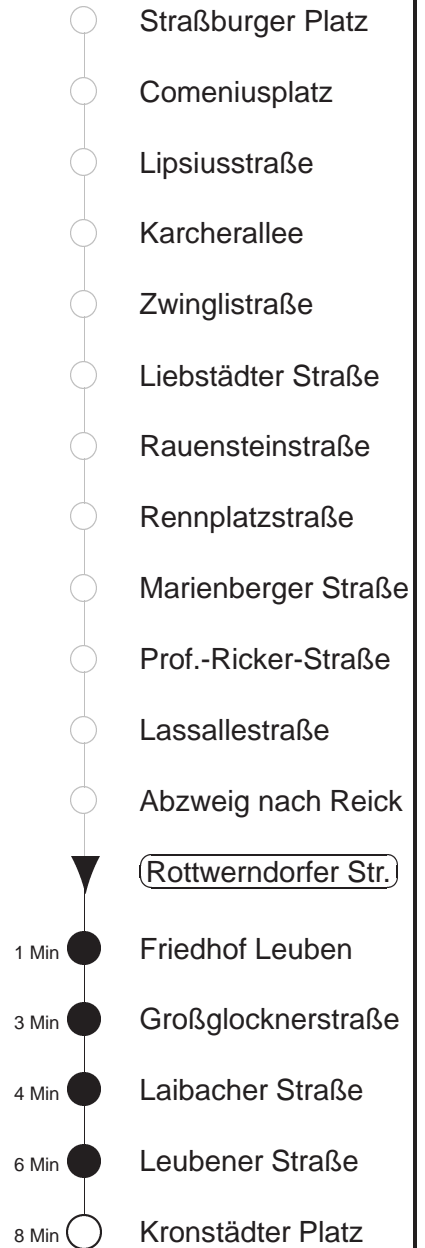 Straßburger Platz
Comeniusplatz
Lipsiusstraße
Karcherallee
Zwinglistraße
Liebstädter Straße
Rauensteinstraße
Rennplatzstraße
Marienberger Straße
Prof.-Ricker-Straße
Lassallestraße
Abzweig nach Reick
Rottwerndorfer Str.
1 Min Friedhof Leuben
3 Min Großglocknerstraße
4 Min Laibacher Straße
6 Min Leubener Straße
8 Min Kronstädter Platz